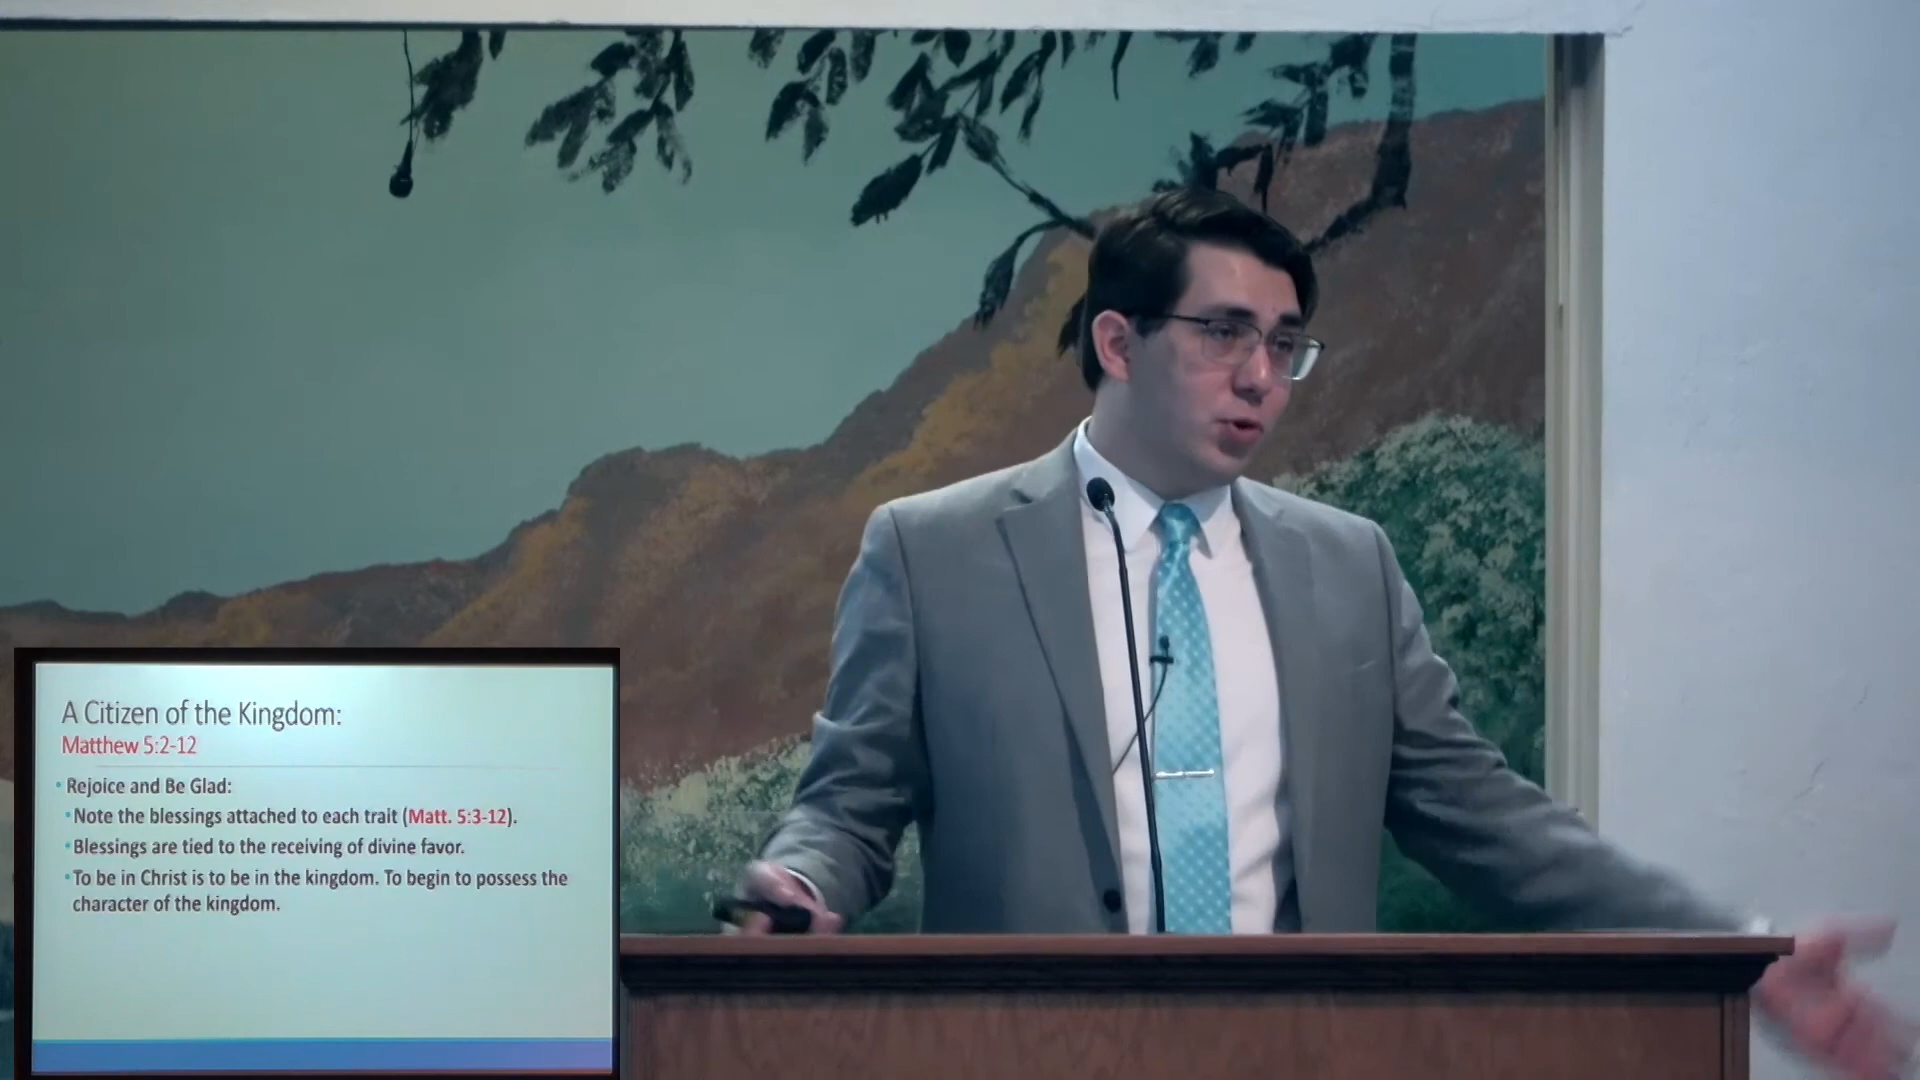 A Citizen of the Kingdom:
Matthew 5:2-12
• Rejoice and Be Glad:
• Note the blessings attached to each trait (Matt. 5:3-12).
• Blessings are tied to the receiving of divine favor.
• To be in Christ is to be in the kingdom. To begin to possess the
character of the kingdom.